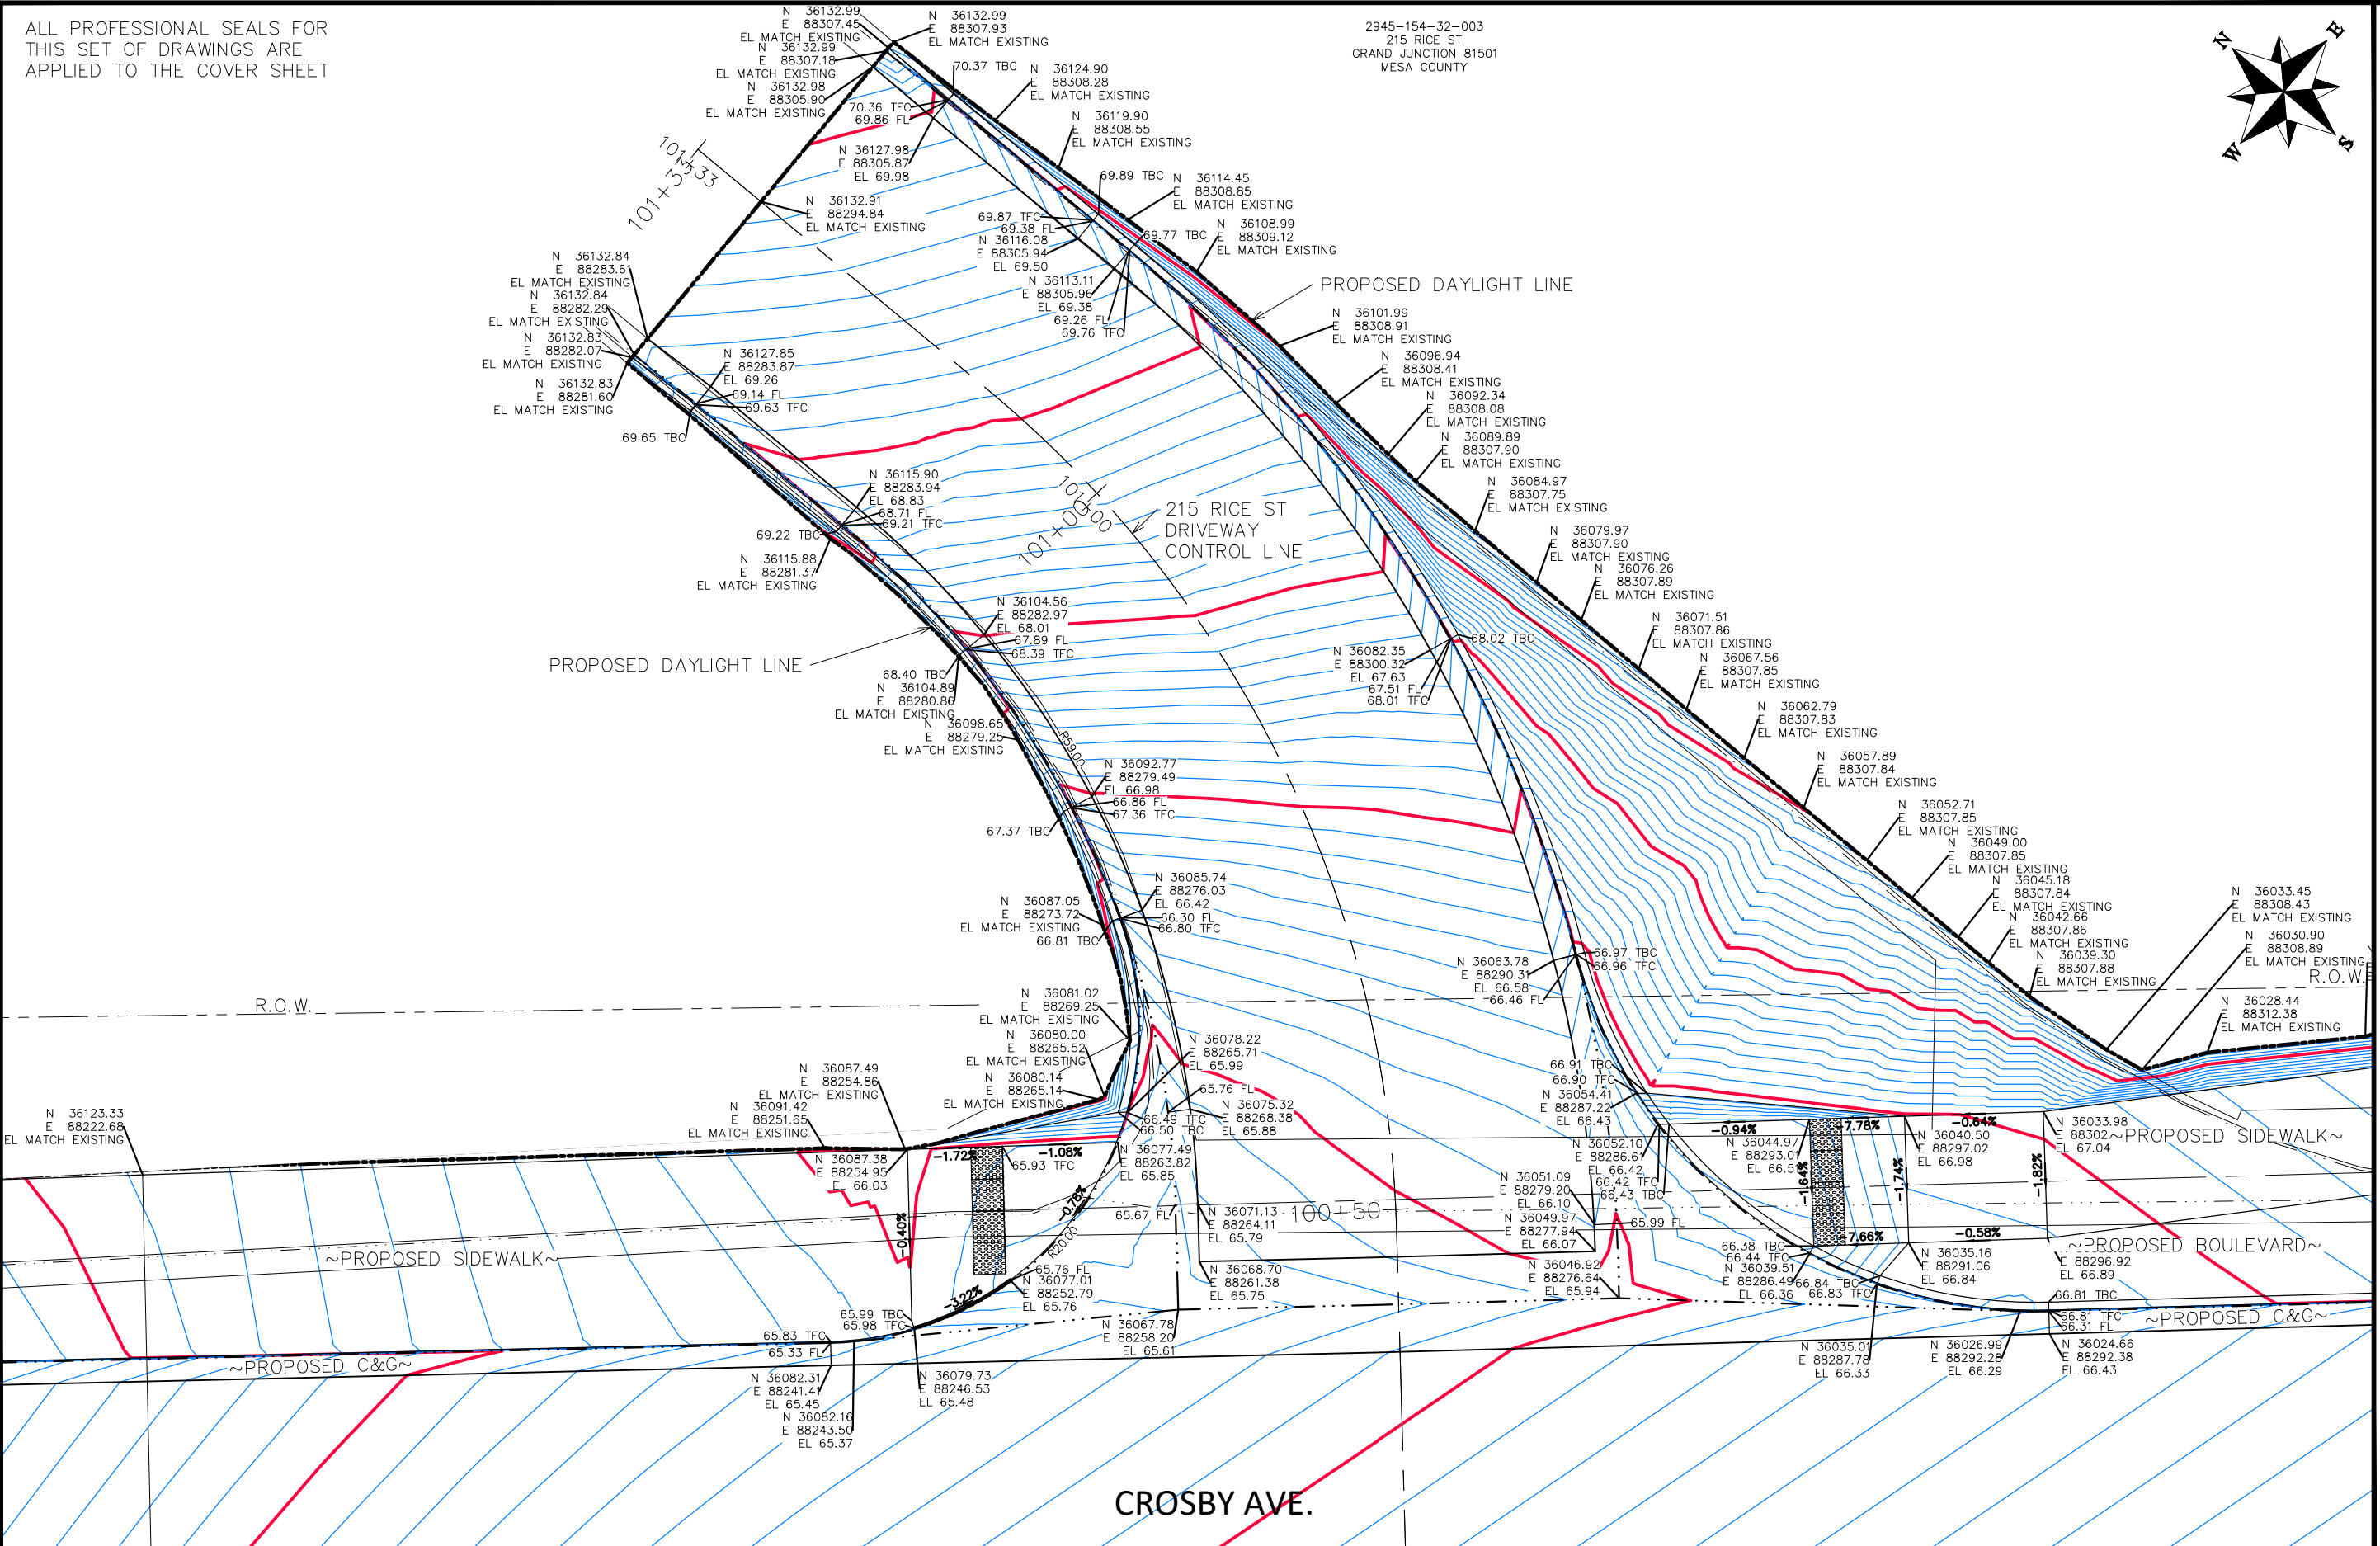 ALL PROFESSIONAL SEALS FOR
THIS SET OF DRAWINGS ARE
APPLIED TO THE COVER SHEET
2945-154-32-003
215 RICE ST
GRAND JUNCTION 81501
MESA COUNTY
N
E
W
S
N 36132.99
E 88307.45
EL MATCH EXISTING
N 36132.99
E 88307.18
EL MATCH EXISTING
N 36132.98
E 88305.90
EL MATCH EXISTING
N 36132.99
E 88307.93
EL MATCH EXISTING
70.37 TBC
70.36 TFC
69.86 FL
N 36124.90
E 88308.28
EL MATCH EXISTING
N 36119.90
E 88308.55
EL MATCH EXISTING
N 36127.98
E 88305.87
EL 69.98
101+33
101+33
69.89 TBC
N 36114.45
E 88308.85
EL MATCH EXISTING
N 36132.91
E 88294.84
EL MATCH EXISTING
69.87 TFC
69.38 FL
N 36116.08
E 88305.94
EL 69.50
69.77 TBC
N 36108.99
E 88309.12
EL MATCH EXISTING
N 36113.11
E 88305.96
EL 69.38
69.26 FL
69.76 TFC
PROPOSED DAYLIGHT LINE
N 36132.84
E 88283.61
EL MATCH EXISTING
N 36132.84
E 88282.29
EL MATCH EXISTING
N 36132.83
E 88282.07
EL MATCH EXISTING
N 36132.83
E 88281.60
EL MATCH EXISTING
N 36101.99
E 88308.91
EL MATCH EXISTING
N 36096.94
E 88308.41
EL MATCH EXISTING
N 36092.34
E 88308.08
EL MATCH EXISTING
N 36089.89
E 88307.90
EL MATCH EXISTING
N 36127.85
E 88283.87
EL 69.26
69.14 FL
69.63 TFC
69.65 TBC
N 36115.90
E 88283.94
EL 68.83
68.71 FL
69.21 TFC
69.22 TBC
N 36115.88
E 88281.37
EL MATCH EXISTING
101+00
101+00
215 RICE ST
DRIVEWAY
CONTROL LINE
N 36084.97
E 88307.75
EL MATCH EXISTING
N 36079.97
E 88307.90
EL MATCH EXISTING
N 36076.26
E 88307.89
EL MATCH EXISTING
N 36071.51
E 88307.86
EL MATCH EXISTING
N 36067.56
E 88307.85
EL MATCH EXISTING
N 36062.79
E 88307.83
EL MATCH EXISTING
N 36057.89
E 88307.84
EL MATCH EXISTING
N 36052.71
E 88307.85
EL MATCH EXISTING
N 36049.00
E 88307.85
EL MATCH EXISTING
N 36045.18
E 88307.84
EL MATCH EXISTING
N 36042.66
E 88307.86
EL MATCH EXISTING
N 36039.30
E 88307.88
EL MATCH EXISTING
N 36033.45
E 88308.43
EL MATCH EXISTING
N 36030.90
E 88308.89
EL MATCH EXISTING
R.O.W.
N 36028.44
E 88312.38
EL MATCH EXISTING
PROPOSED DAYLIGHT LINE
N 36104.56
E 88282.97
EL 68.01
67.89 FL
68.39 TFC
68.40 TBC
N 36104.89
E 88280.86
EL MATCH EXISTING
N 36098.65
E 88279.25
EL MATCH EXISTING
68.02 TBC
N 36082.35
E 88300.32
EL 67.63
67.51 FL
68.01 TFC
R59.00
N 36092.77
E 88279.49
EL 66.98
66.86 FL
67.36 TFC
67.37 TBC
N 36085.74
E 88276.03
EL 66.42
66.30 FL
66.80 TFC
N 36087.05
E 88273.72
EL MATCH EXISTING
66.81 TBC
66.97 TBC
66.96 TFC
N 36063.78
E 88290.31
EL 66.58
66.46 FL
R.O.W.
N 36081.02
E 88269.25
EL MATCH EXISTING
N 36080.00
E 88265.52
EL MATCH EXISTING
N 36080.14
E 88265.14
EL MATCH EXISTING
N 36078.22
E 88265.71
EL 65.99
65.76 FL
N 36075.32
E 88268.38
EL 65.88
66.49 TFC
66.50 TBC
N 36077.49
E 88263.82
EL 65.85
N 36087.49
E 88254.86
EL MATCH EXISTING
N 36091.42
E 88251.65
EL MATCH EXISTING
N 36087.38
E 88254.95
EL 66.03
N 36123.33
E 88222.68
EL MATCH EXISTING
-1.72%
-1.08%
65.93 TFC
-0.78%
-0.40%
R20.00
-3.22%
65.67 FL
N 36071.13
E 88264.11
EL 65.79
100+50
65.76 FL
N 36077.01
E 88252.79
EL 65.76
N 36068.70
E 88261.38
EL 65.75
~PROPOSED SIDEWALK~
65.99 TBC
65.98 TFC
65.83 TFC
65.33 FL
~PROPOSED C&G~
N 36067.78
E 88258.20
EL 65.61
N 36082.31
E 88241.41
EL 65.45
N 36082.16
E 88243.50
EL 65.37
N 36079.73
E 88246.53
EL 65.48
66.91 TBC
66.90 TFC
N 36054.41
E 88287.22
EL 66.43
N 36052.10
E 88286.61
EL 66.42
66.42 TFC
66.43 TBC
N 36051.09
E 88279.20
EL 66.10
65.99 FL
N 36049.97
E 88277.94
EL 66.07
N 36046.92
E 88276.64
EL 65.94
-0.94%
-7.78%
-0.64%
N 36044.97
E 88293.01
EL 66.51
-1.64%
-1.74%
-1.82%
N 36040.50
E 88297.02
EL 66.98
N 36033.98
E 88302
EL 67.04
~PROPOSED SIDEWALK~
-7.66%
-0.58%
66.38 TBC
66.44 TFC
N 36039.51
E 88286.49
EL 66.36
66.84 TBC
66.83 TFC
N 36035.16
E 88291.06
EL 66.84
~PROPOSED BOULEVARD~
E 88296.92
EL 66.89
66.81 TBC
66.81 TFC
66.31 FL
~PROPOSED C&G~
N 36035.01
E 88287.78
EL 66.33
N 36026.99
E 88292.28
EL 66.29
N 36024.66
E 88292.38
EL 66.43
CROSBY AVE.